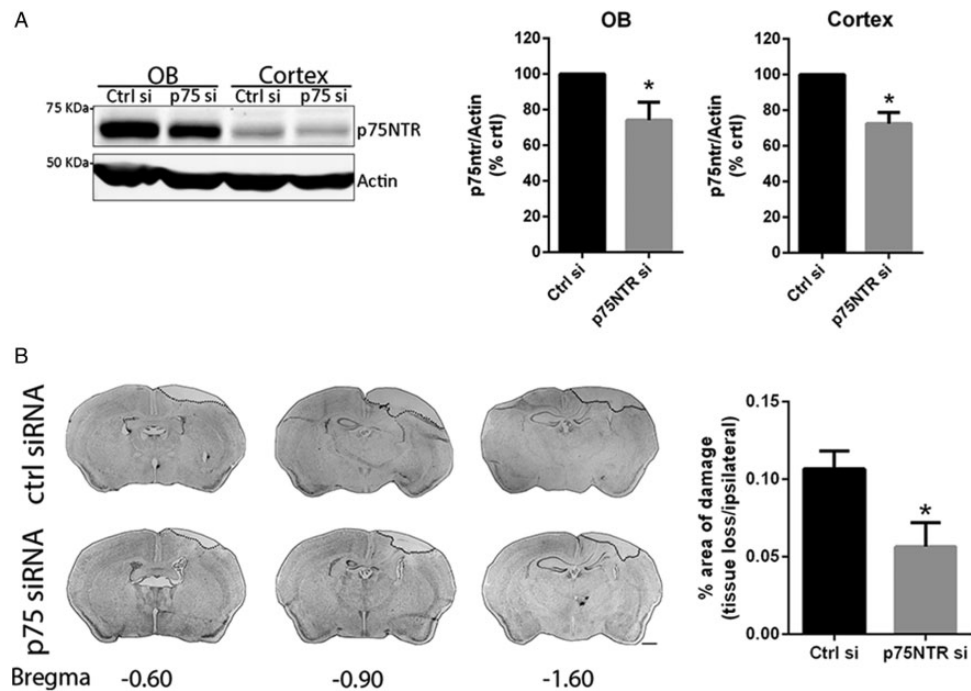 A
OB Cortex
Ctrl si p75 si Ctrl si p75 si
75 KDa
p75NTR
50 KDa
Actin
OB
p75ntr/Actin
(% crtl)
120
100
80
60
40
20
0
*
Ctrl si
p75NTR si
Cortex
p75ntr/Actin
(% crtl)
120
100
80
60
40
20
0
*
Ctrl si
p75NTR si
B
ctrl siRNA
p75 siRNA
Bregma -0.60 -0.90 -1.60
% area of damage
(tissue loss/ipsilateral)
0.15
0.10
0.05
0.00
*
Ctrl si p75NTR si